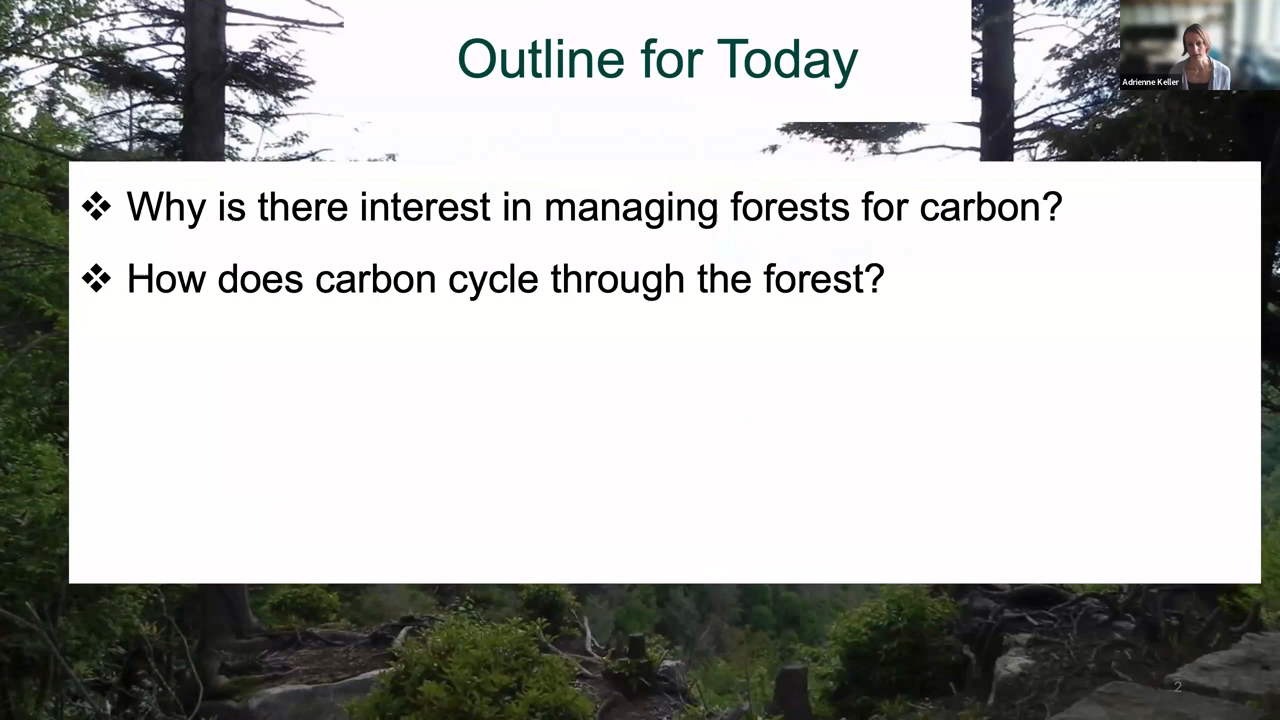 Outline for Today
Adrienne Keller
❖ Why is there interest in managing forests for carbon?
❖ How does carbon cycle through the forest?
2